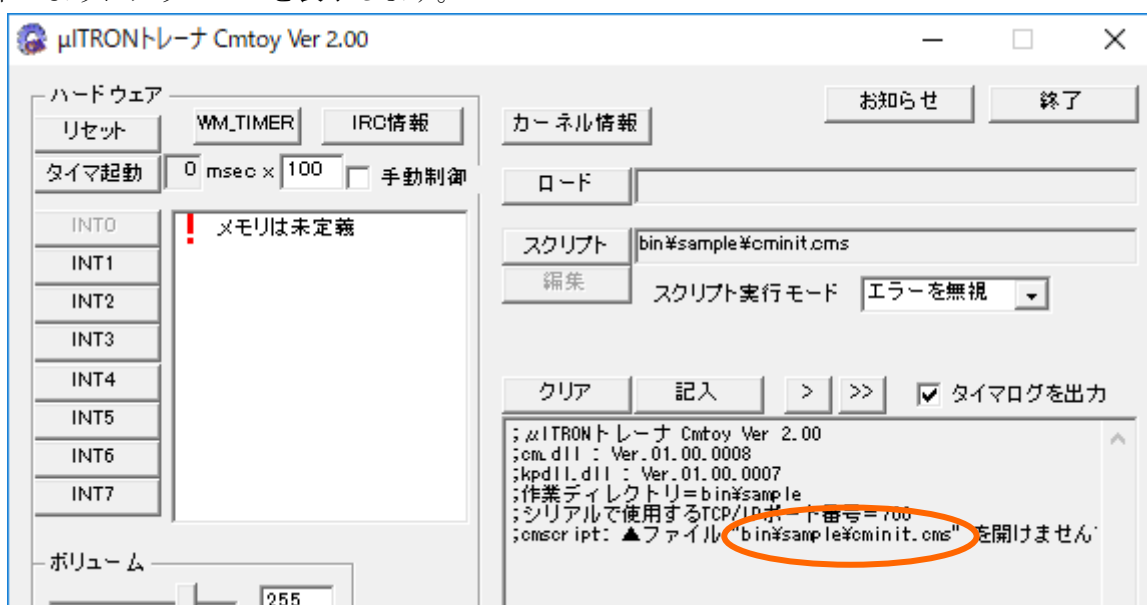 μITRONトレーナ Cmtoy Ver 2.00
ハードウェア
リセット
WM_TIMER
IRC情報
タイマ起動
0 msec × 100
手動制御
INT0
INT1
INT2
INT3
INT4
INT5
INT6
INT7
! メモリは未定義
ボリューム
255
お知らせ
終了
カーネル情報
ロード
スクリプト
bin¥sample¥cminit.cms
編集
スクリプト実行モード
エラーを無視
クリア
記入
>
>>
タイマログを出力
;μITRONトレーナ Cmtoy Ver 2.00
;cm.dll : Ver.01.00.0008
;kpdll.dll : Ver.01.00.0007
;作業ディレクトリ=bin¥sample
;シリアルで使用するTCP/IPポート番号=700
;cmscript: ▲ファイル "bin¥sample¥cminit.cms" を開けません